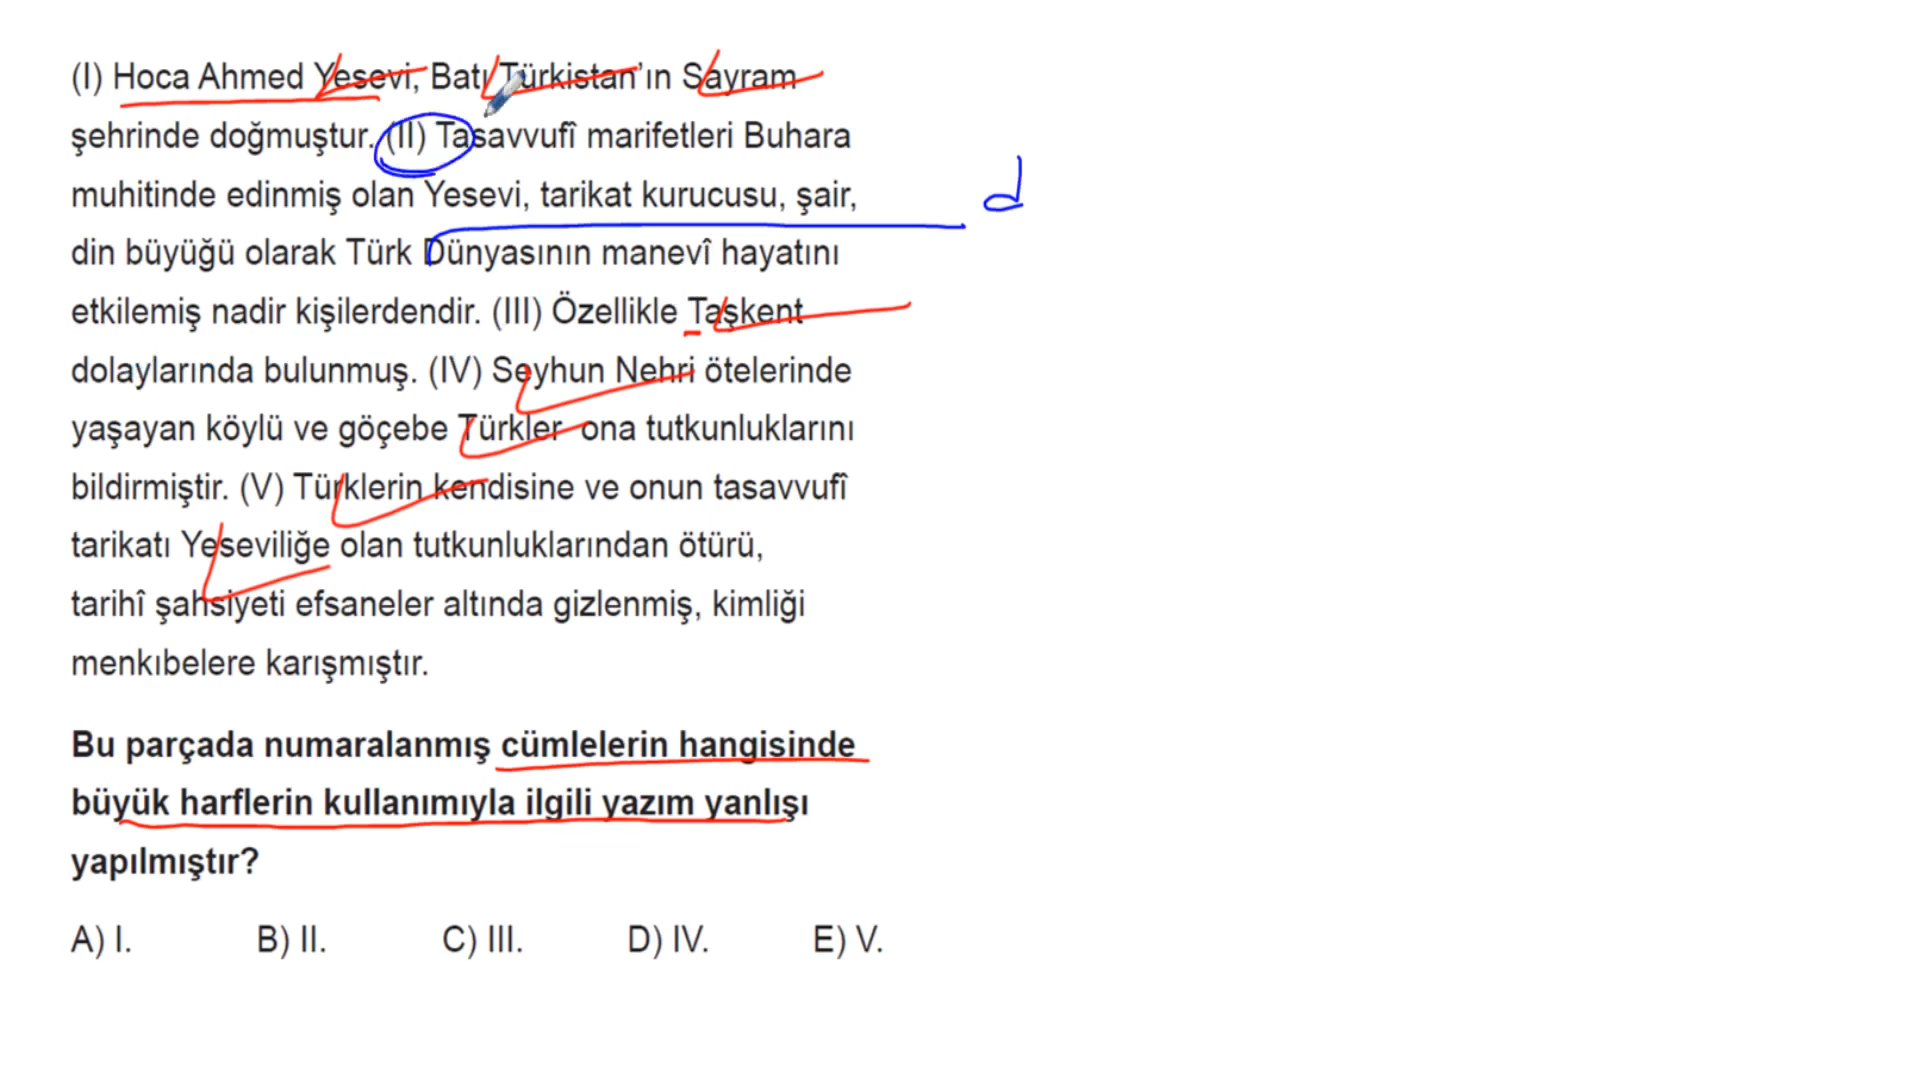 (I) Hoca Ahmed Yesevi, Batı Türkistan’ın Sayram
şehrinde doğmuştur. (II) Tasavvufî marifetleri Buhara
muhitinde edinmiş olan Yesevi, tarikat kurucusu, şair,
d
din büyüğü olarak Türk Dünyasının manevî hayatını
etkilemiş nadir kişilerdendir. (III) Özellikle Taşkent
dolaylarında bulunmuş. (IV) Seyhun Nehri ötelerinde
yaşayan köylü ve göçebe Türkler ona tutkunluklarını
bildirmiştir. (V) Türklerin kendisine ve onun tasavvufî
tarikatı Yeseviliğe olan tutkunluklarından ötürü,
tarihî şahsiyeti efsaneler altında gizlenmiş, kimliği
menkıbelere karışmıştır.
Bu parçada numaralanmış cümlelerin hangisinde
büyük harflerin kullanımıyla ilgili yazım yanlışı
yapılmıştır?
A) I. B) II. C) III. D) IV. E) V.